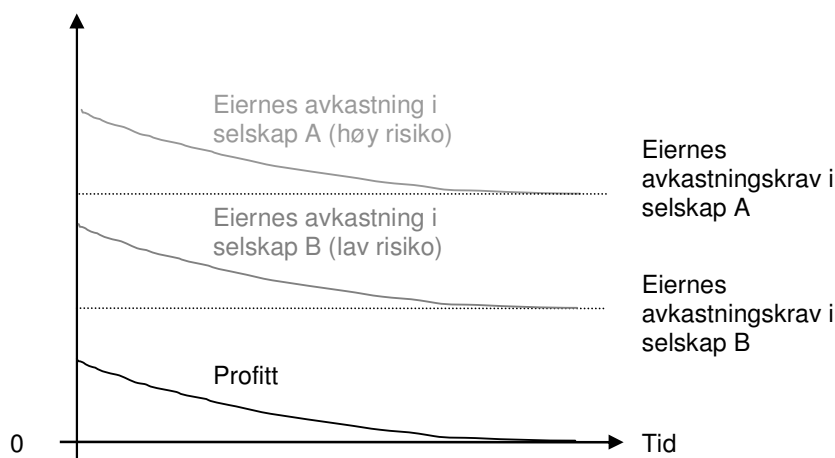 Eiernes avkastning i
selskap A (høy risiko)
Eiernes
avkastningskrav i
selskap A
Eiernes avkastning i
selskap B (lav risiko)
Eiernes
avkastningskrav i
selskap B
Profitt
0
Tid